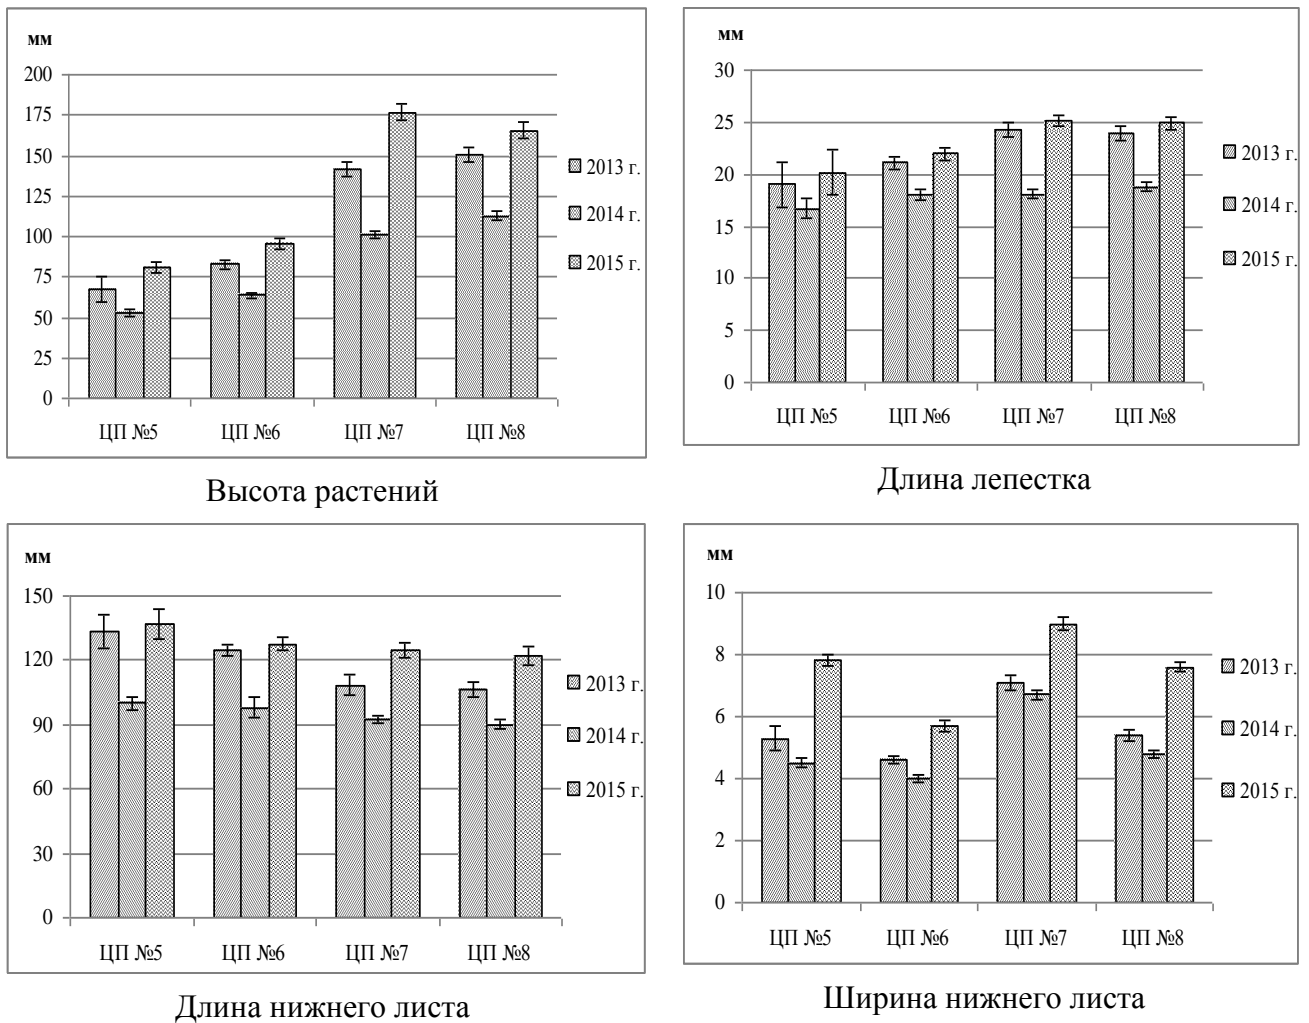 мм
200
175
150
125
100
75
50
25
0
ЦП №5 ЦП №6 ЦП №7 ЦП №8
2013 г.
2014 г.
2015 г.
Высота растений
мм
30
25
20
15
10
5
0
ЦП №5 ЦП №6 ЦП №7 ЦП №8
2013 г.
2014 г.
2015 г.
Длина лепестка
мм
150
120
90
60
30
0
ЦП №5 ЦП №6 ЦП №7 ЦП №8
2013 г.
2014 г.
2015 г.
Длина нижнего листа
мм
10
8
6
4
2
0
ЦП №5 ЦП №6 ЦП №7 ЦП №8
2013 г.
2014 г.
2015 г.
Ширина нижнего листа